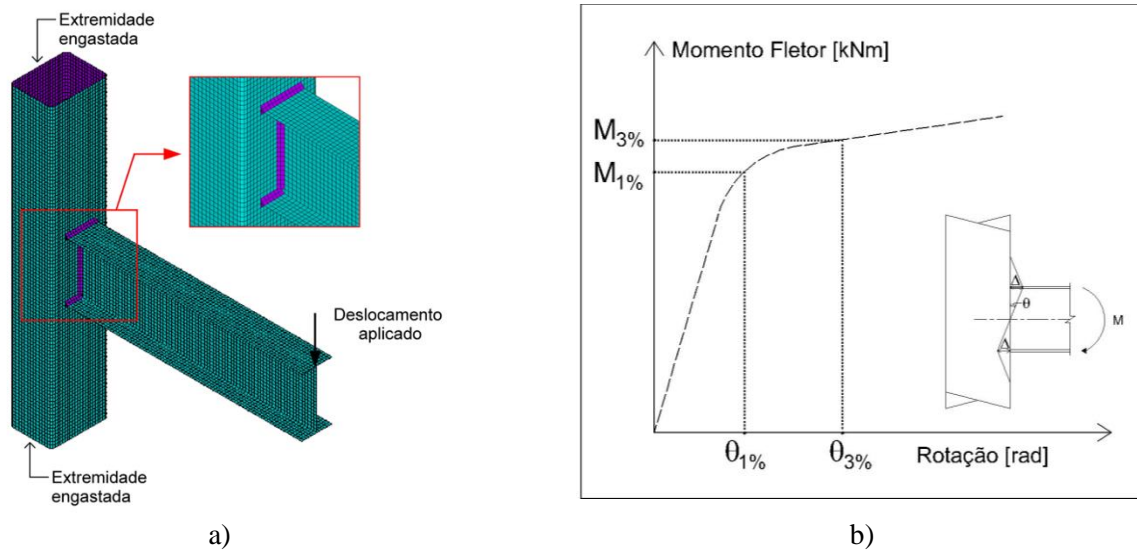 Extremidade
engastada
Deslocamento
aplicado
Extremidade
engastada
a)
Momento Fletor [kNm]
M3%
M1%
Δ
θ
M
Δ
θ1%
θ3%
Rotação [rad]
b)